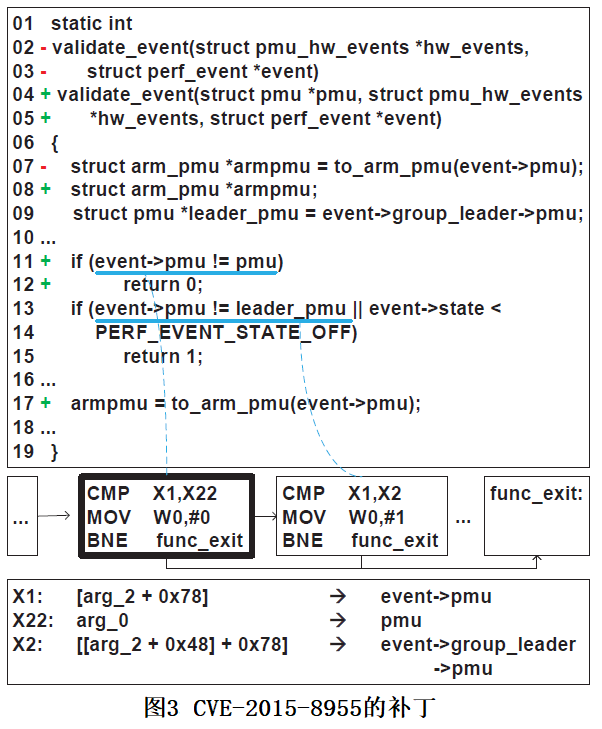 01 static int
02 - validate_event(struct pmu_hw_events *hw_events,
03 - struct perf_event *event)
04 + validate_event(struct pmu *pmu, struct pmu_hw_events
05 + *hw_events, struct perf_event *event)
06 {
07 - struct arm_pmu *armpmu = to_arm_pmu(event->pmu);
08 + struct arm_pmu *armpmu;
09 struct pmu *leader_pmu = event->group_leader->pmu;
10 ...
11 + if (event->pmu != pmu)
12 + return 0;
13 if (event->pmu != leader_pmu || event->state <
14 PERF_EVENT_STATE_OFF)
15 return 1;
16 ...
17 + armpmu = to_arm_pmu(event->pmu);
18 ...
19 }
...
CMP X1,X22
MOV W0,#0
BNE func_exit
CMP X1,X2
MOV W0,#1
BNE func_exit
...
func_exit:
X1: [arg_2 + 0x78] → event->pmu
X22: arg_0 → pmu
X2: [[arg_2 + 0x48] + 0x78] → event->group_leader
->pmu
图3 CVE-2015-8955的补丁